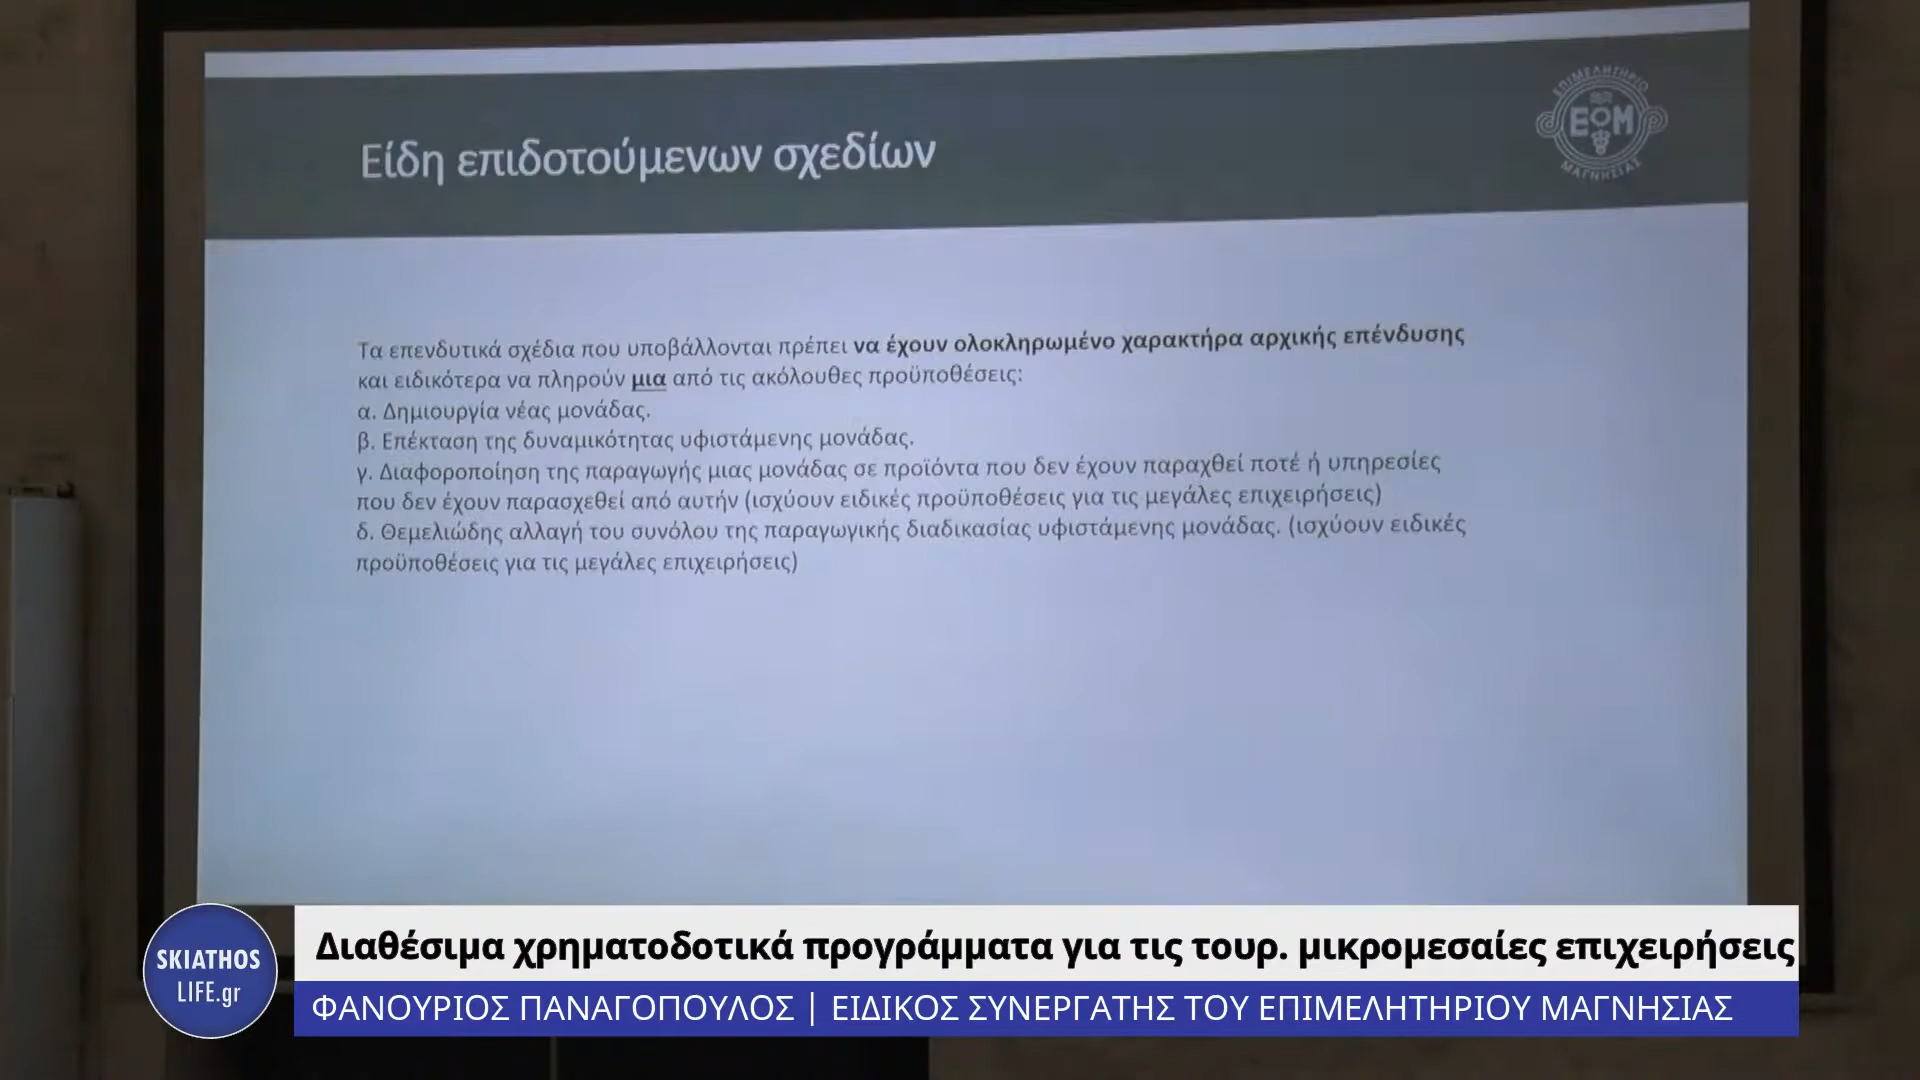 ΕΠΙΜΕΛΗΤΗΡΙΟ
ΕΟΜ
ΜΑΓΝΗΣΙΑΣ
Είδη επιδοτούμενων σχεδίων
Τα επενδυτικά σχέδια που υποβάλλονται πρέπει να έχουν ολοκληρωμένο χαρακτήρα αρχικής επένδυσης
και ειδικότερα να πληρούν μια από τις ακόλουθες προϋποθέσεις:
α. Δημιουργία νέας μονάδας.
β. Επέκταση της δυναμικότητας υφιστάμενης μονάδας.
γ. Διαφοροποίηση της παραγωγής μιας μονάδας σε προϊόντα που δεν έχουν παραχθεί ποτέ ή υπηρεσίες
που δεν έχουν παρασχεθεί από αυτήν (ισχύουν ειδικές προϋποθέσεις για τις μεγάλες επιχειρήσεις)
δ. Θεμελιώδης αλλαγή του συνόλου της παραγωγικής διαδικασίας υφιστάμενης μονάδας. (ισχύουν ειδικές
προϋποθέσεις για τις μεγάλες επιχειρήσεις)
SKIATHOS
LIFE.gr
Διαθέσιμα χρηματοδοτικά προγράμματα για τις τουρ. μικρομεσαίες επιχειρήσεις
ΦΑΝΟΥΡΙΟΣ ΠΑΝΑΓΟΠΟΥΛΟΣ | ΕΙΔΙΚΟΣ ΣΥΝΕΡΓΑΤΗΣ ΤΟΥ ΕΠΙΜΕΛΗΤΗΡΙΟΥ ΜΑΓΝΗΣΙΑΣ